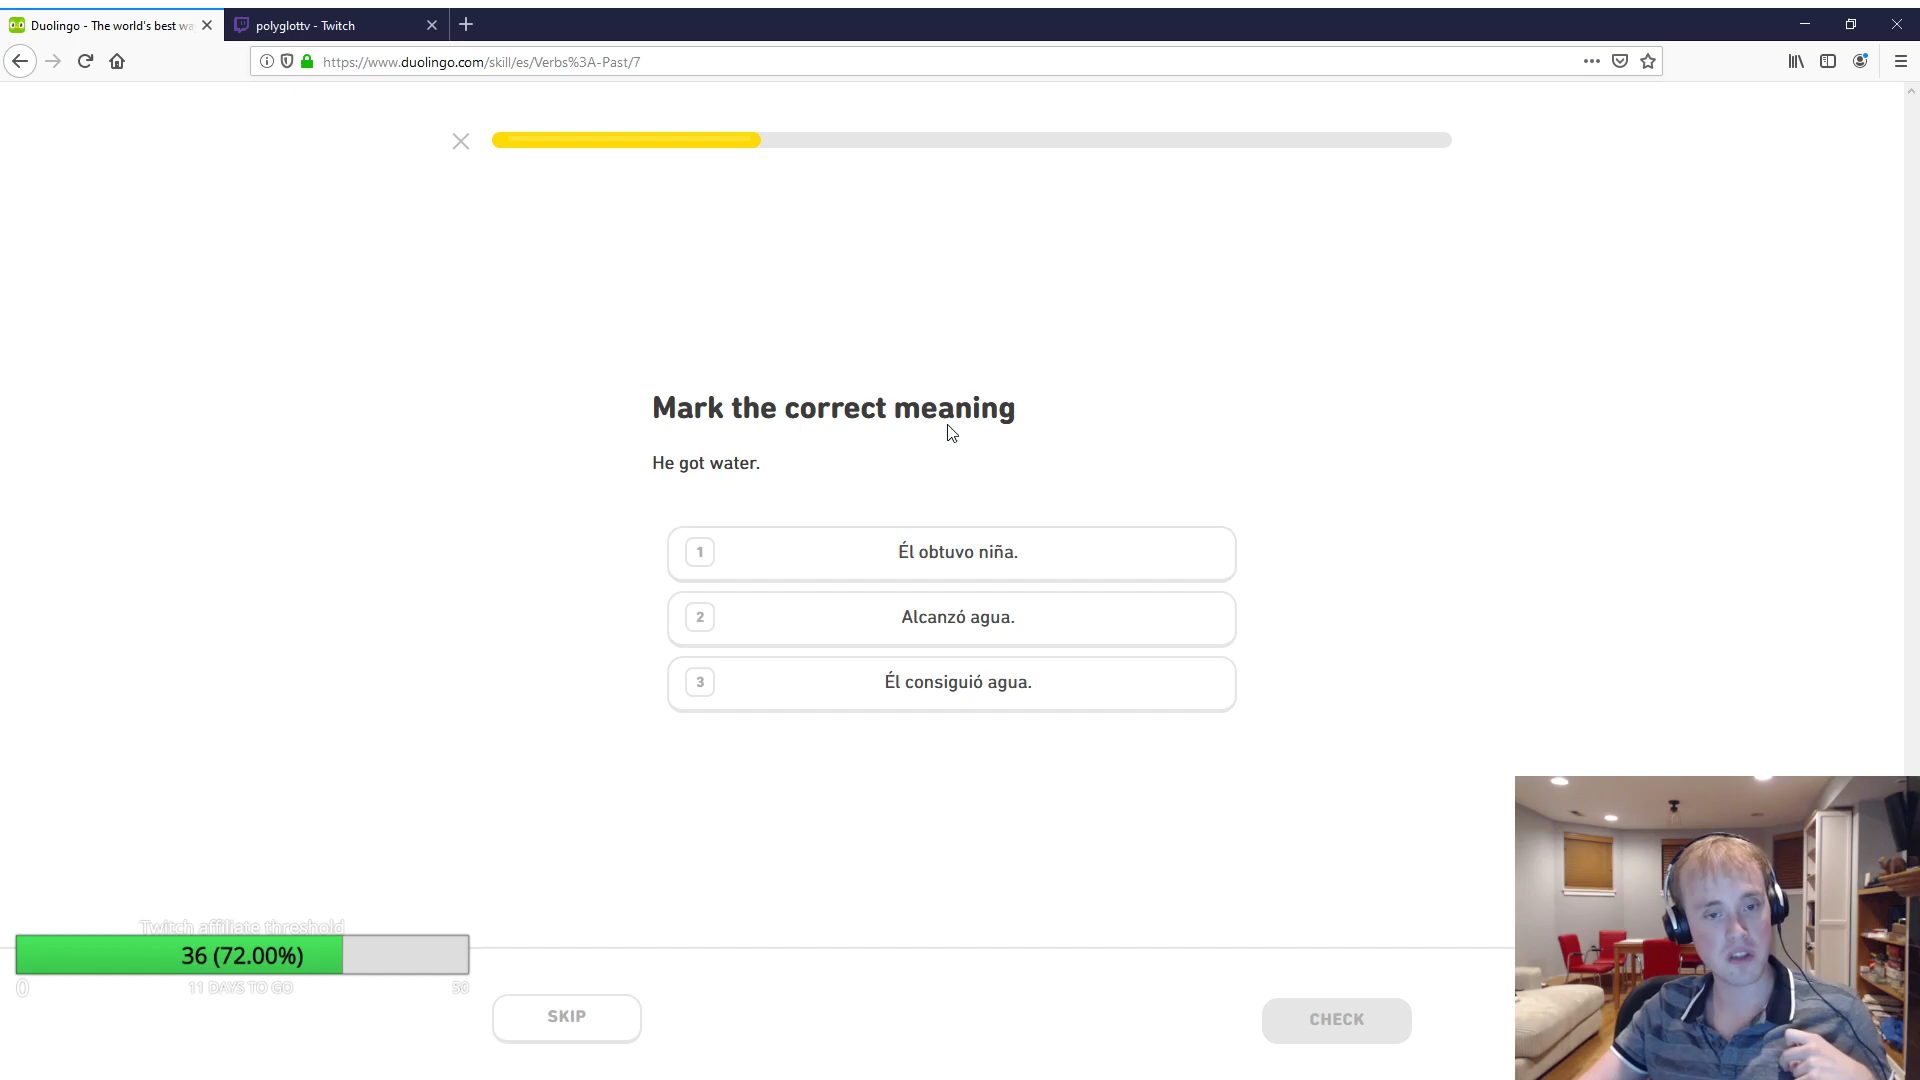 Duolingo - The world's best wa
polyglottv - Twitch
https://www.duolingo.com/skill/es/Verbs%3A-Past/7
Mark the correct meaning
He got water.
1 Él obtuvo niña.
2 Alcanzó agua.
3 Él consiguió agua.
Twitch affiliate threshold
36 (72.00%)
0 11 DAYS TO GO 50
SKIP
CHECK